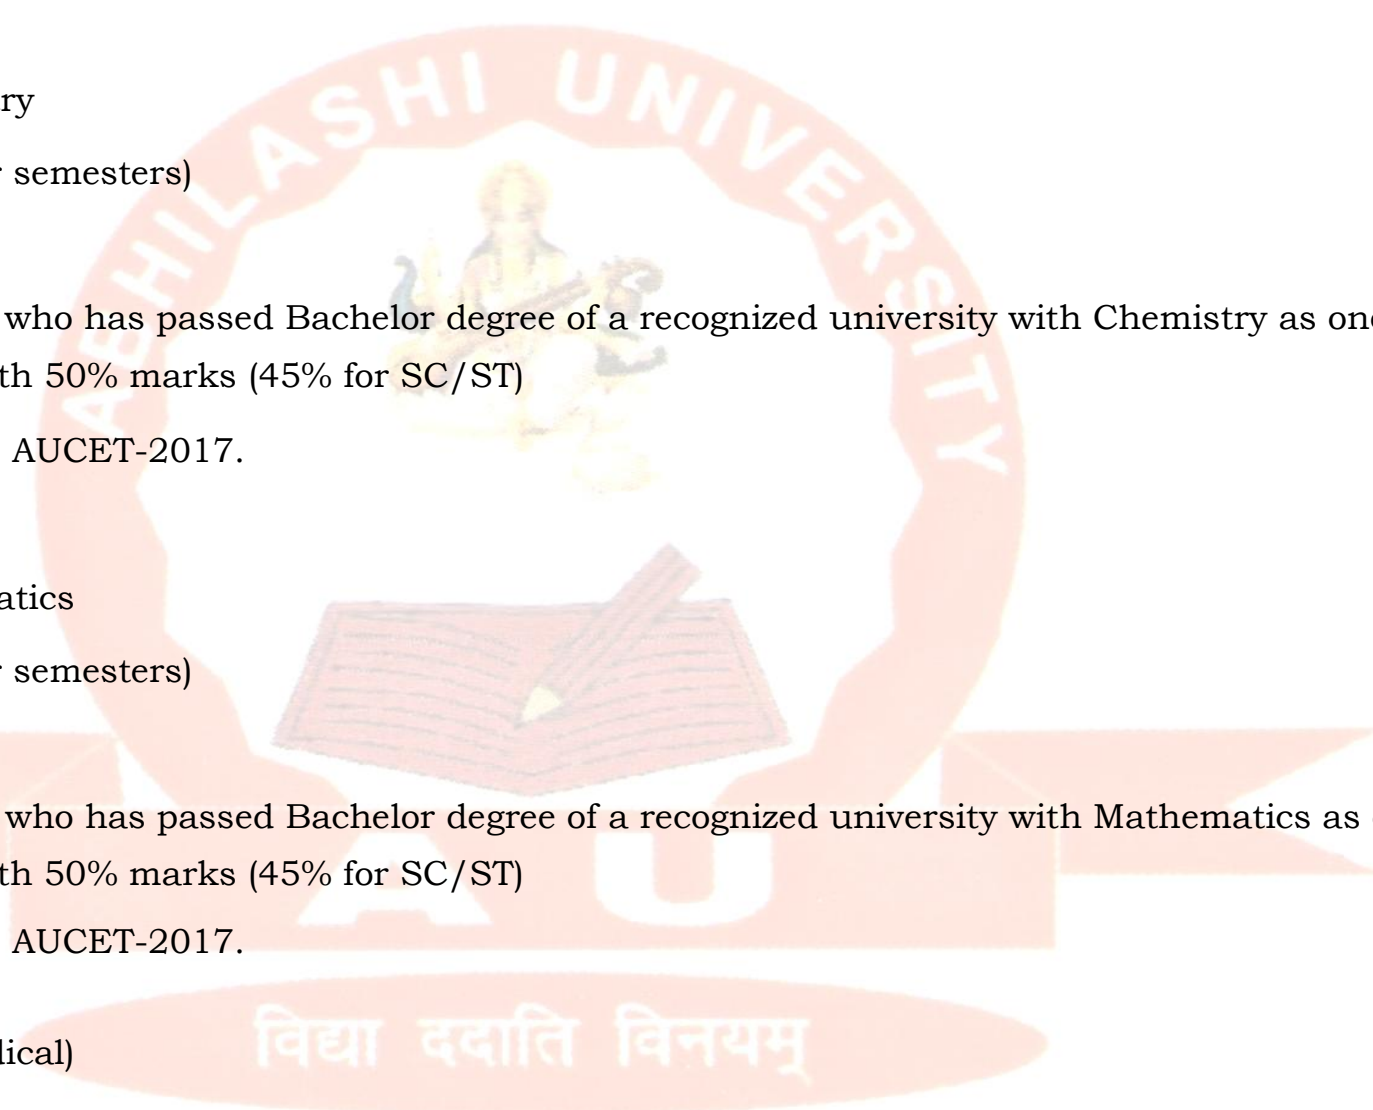 ABHILASHI UNIVERSITY
ry
r semesters)
who has passed Bachelor degree of a recognized university with Chemistry as one
th 50% marks (45% for SC/ST)
AUCET-2017.
atics
r semesters)
who has passed Bachelor degree of a recognized university with Mathematics as
th 50% marks (45% for SC/ST)
A U
AUCET-2017.
विद्या ददाति विनयम्
lical)